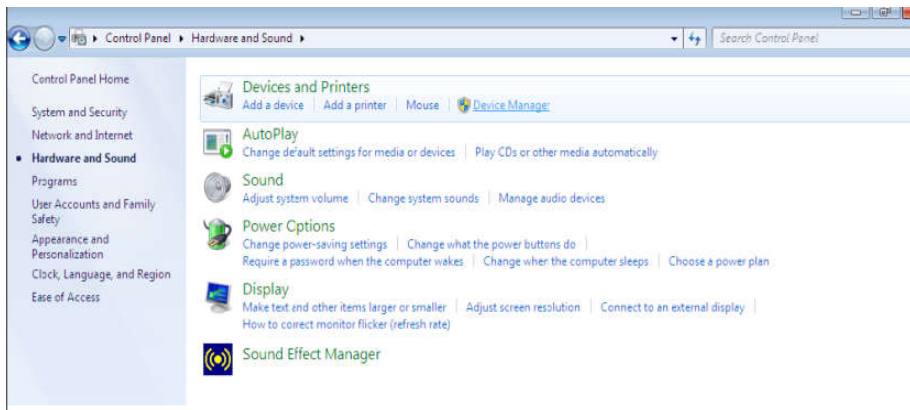 Control Panel Hardware and Sound
Search Control Panel
Control Panel Home
System and Security
Network and Internet
Hardware and Sound
Programs
User Accounts and Family
Safety
Appearance and
Personalization
Clock, Language, and Region
Ease of Access
Devices and Printers
Add a device Add a printer Mouse Device Manager
AutoPlay
Change default settings for media or devices Play CDs or other media automatically
Sound
Adjust system volume Change system sounds Manage audio devices
Power Options
Change power-saving settings Change what the power buttons do
Require a password when the computer wakes Change when the computer sleeps Choose a power plan
Display
Make text and other items larger or smaller Adjust screen resolution Connect to an external display
How to correct monitor flicker (refresh rate)
Sound Effect Manager